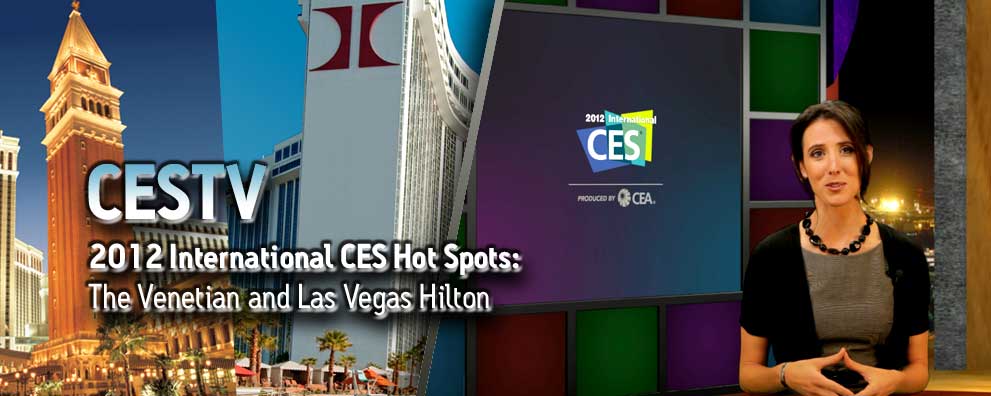 CESTV
2012 International CES Hot Spots:
The Venetian and Las Vegas Hilton
2012 International
CES
PRODUCED BY CEA